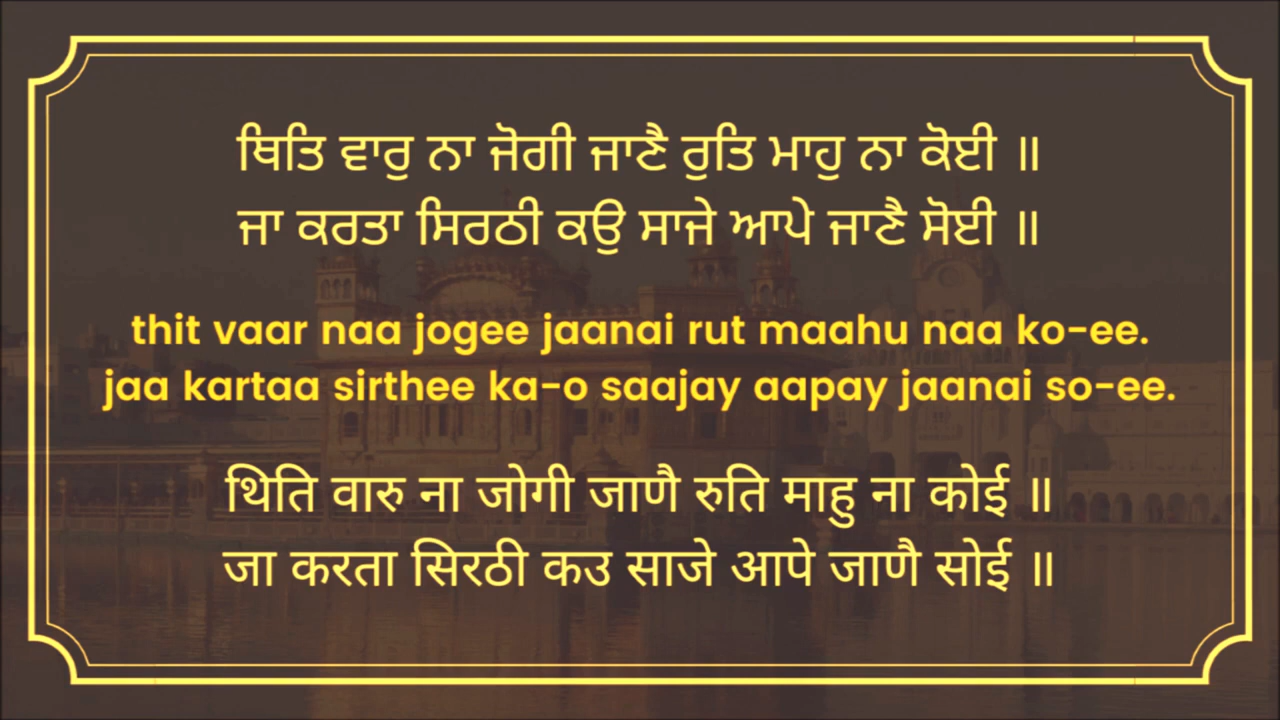 ਥਿਤਿ ਵਾਰੁ ਨਾ ਜੋਗੀ ਜਾਣੈ ਰੁਤਿ ਮਾਹੁ ਨਾ ਕੋਈ ॥
ਜਾ ਕਰਤਾ ਸਿਰਠੀ ਕਉ ਸਾਜੇ ਆਪੇ ਜਾਣੈ ਸੋਈ ॥
thit vaar naa jogee jaanai rut maahu naa ko-ee.
jaa kartaa sirthee ka-o saajay aapay jaanai so-ee.
थिति वारु ना जोगी जाणै रुति माहु ना कोई ॥
जा करता सिरठी कउ साजे आपे जाणै सोई ॥